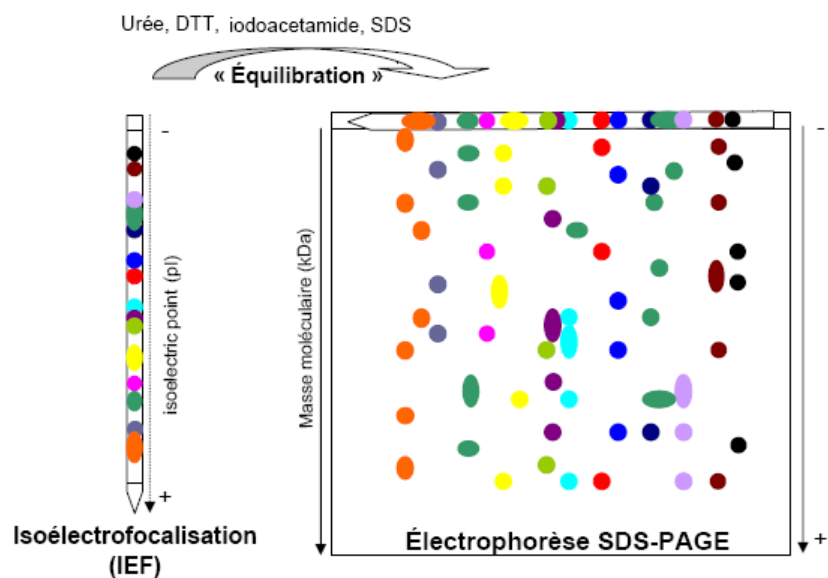 Urée, DTT, iodoacetamide, SDS
« Équilibration »
-
isoelectric point (pI)
+
Isoélectrofocalisation
(IEF)
-
Masse moléculaire (kDa)
Électrophorèse SDS-PAGE
+